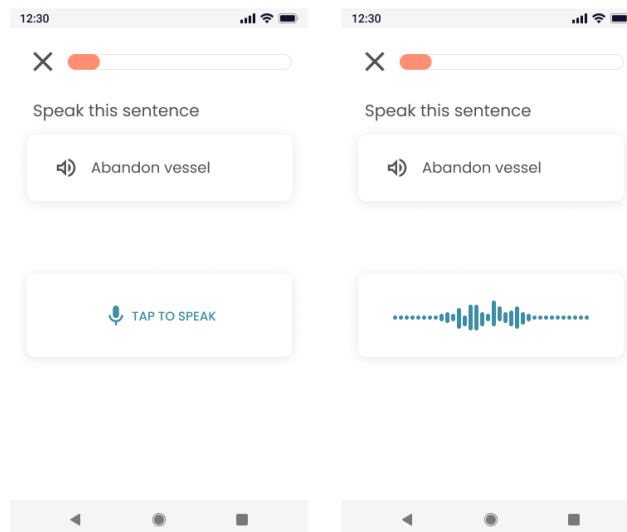 12:30
Speak this sentence
Abandon vessel
TAP TO SPEAK
12:30
Speak this sentence
Abandon vessel